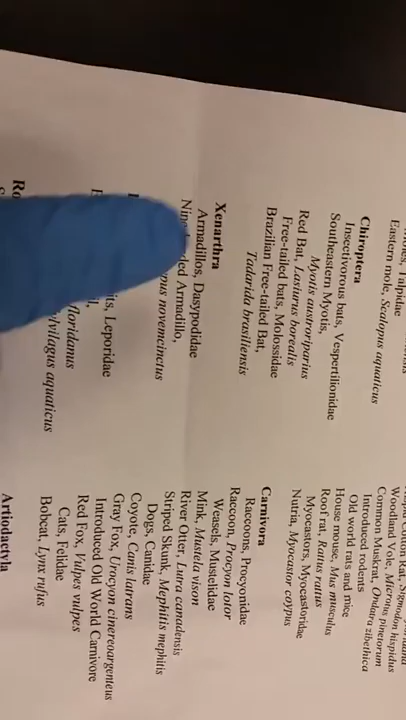 Talpidae
Eastern mole, Scalopus aquaticus
Chiroptera
Insectivorous bats, Vespertilionidae
Southeastern Myotis,
Myotis austroriparius
Red Bat, Lasiurus borealis
Free-tailed bats, Molossidae
Brazilian Free-tailed Bat,
Tadarida brasiliensis
Xenarthra
Armadillos, Dasypodidae
Armadillo,
novemcinctus
Leporidae
floridanus
aquaticus
Cotton Rat, Sigmodon hispidus
Woodland Vole, Microtus pinetorum
Common Muskrat, Ondatra zibethica
Introduced rodents
Old world rats and mice
House mouse, Mus musculus
Roof rat, Rattus rattus
Myocastors, Myocastoridae
Nutria, Myocastor coypus
Carnivora
Raccoons, Procyonidae
Raccoon, Procyon lotor
Weasels, Mustelidae
Mink, Mustela vison
River Otter, Lutra canadensis
Striped Skunk, Mephitis mephitis
Dogs, Canidae
Coyote, Canis latrans
Gray Fox, Urocyon cinereoargenteus
Introduced Old World Carnivore
Red Fox, Vulpes vulpes
Cats, Felidae
Bobcat, Lynx rufus
Artiodactyla